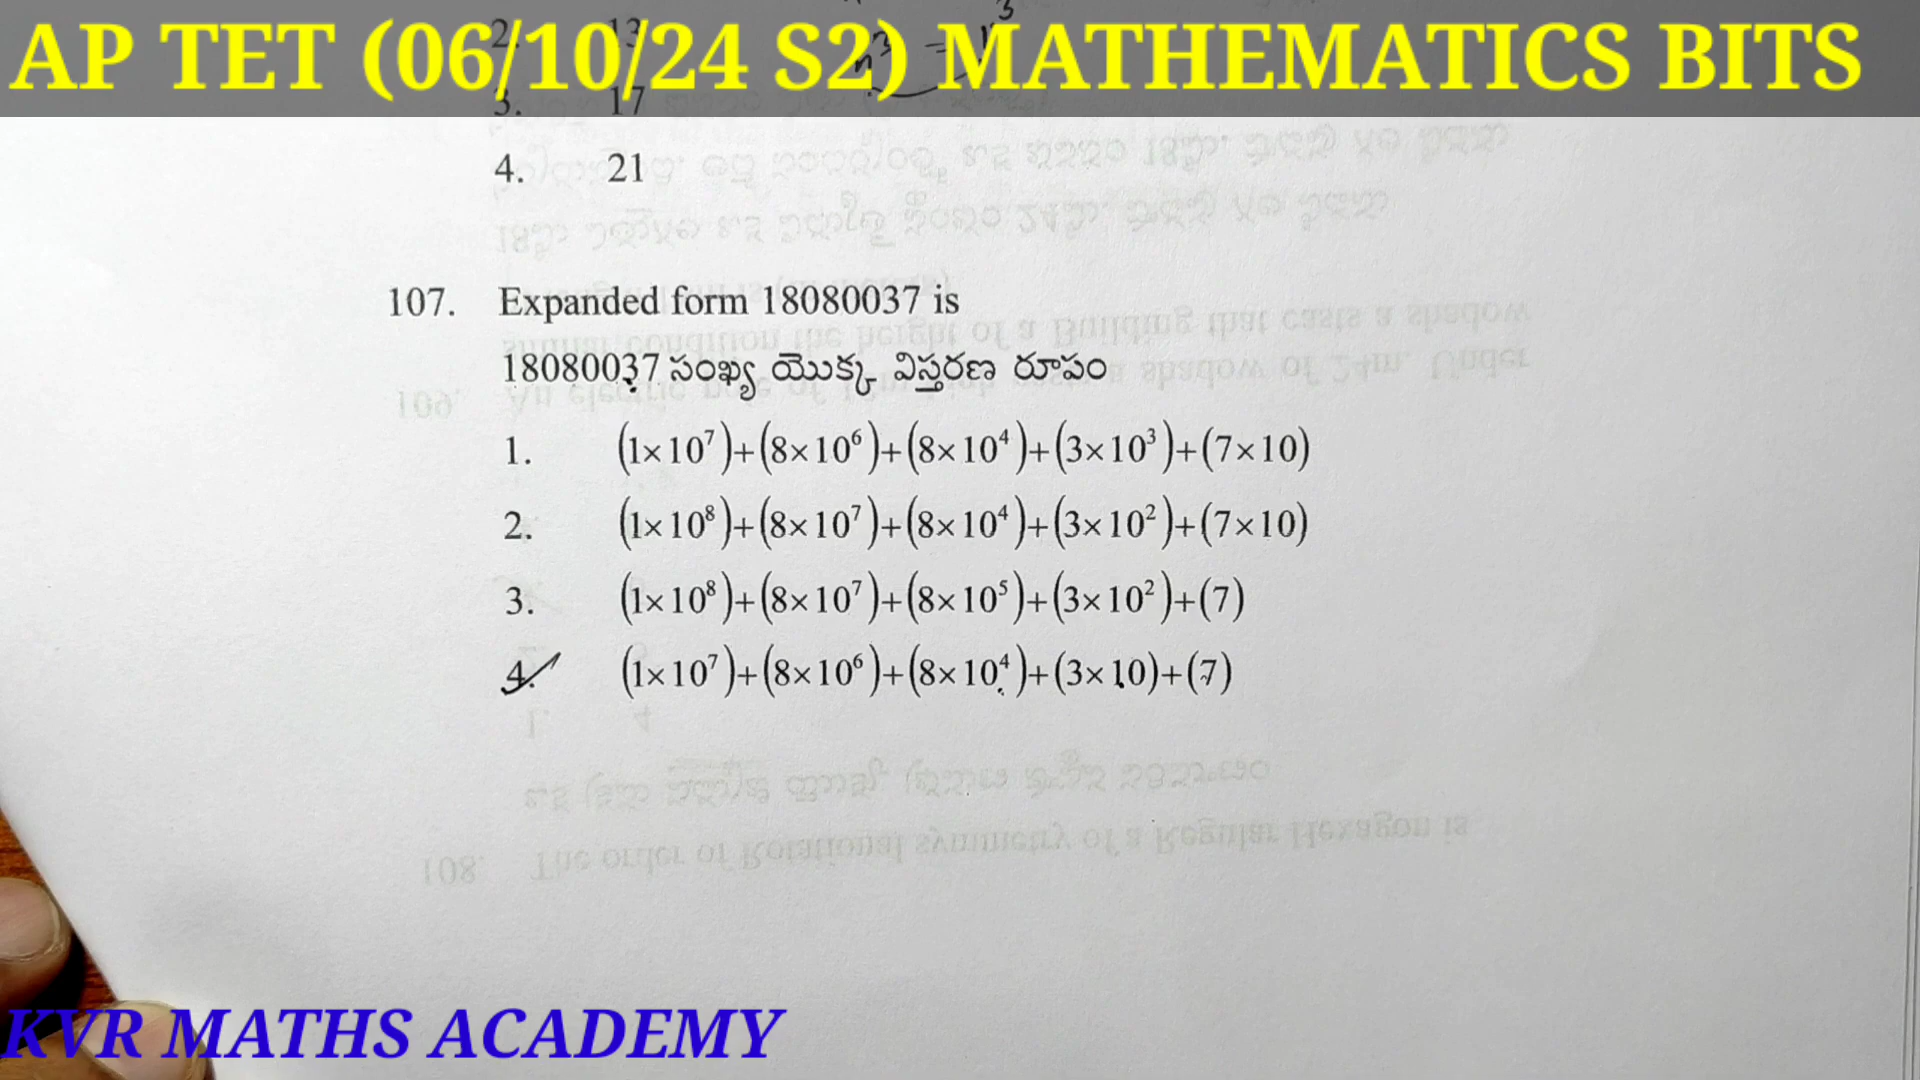 AP TET (06/10/24 S2) MATHEMATICS BITS
2. 13
3. 17
4. 21
107. Expanded form 18080037 is
18080037 సంఖ్య యొక్క విస్తరణ రూపం
1. (1×10⁷)+(8×10⁶)+(8×10⁴)+(3×10³)+(7×10)
2. (1×10⁸)+(8×10⁷)+(8×10⁴)+(3×10²)+(7×10)
3. (1×10⁸)+(8×10⁷)+(8×10⁵)+(3×10²)+(7)
4. (1×10⁷)+(8×10⁶)+(8×10⁴)+(3×10)+(7)
KVR MATHS ACADEMY